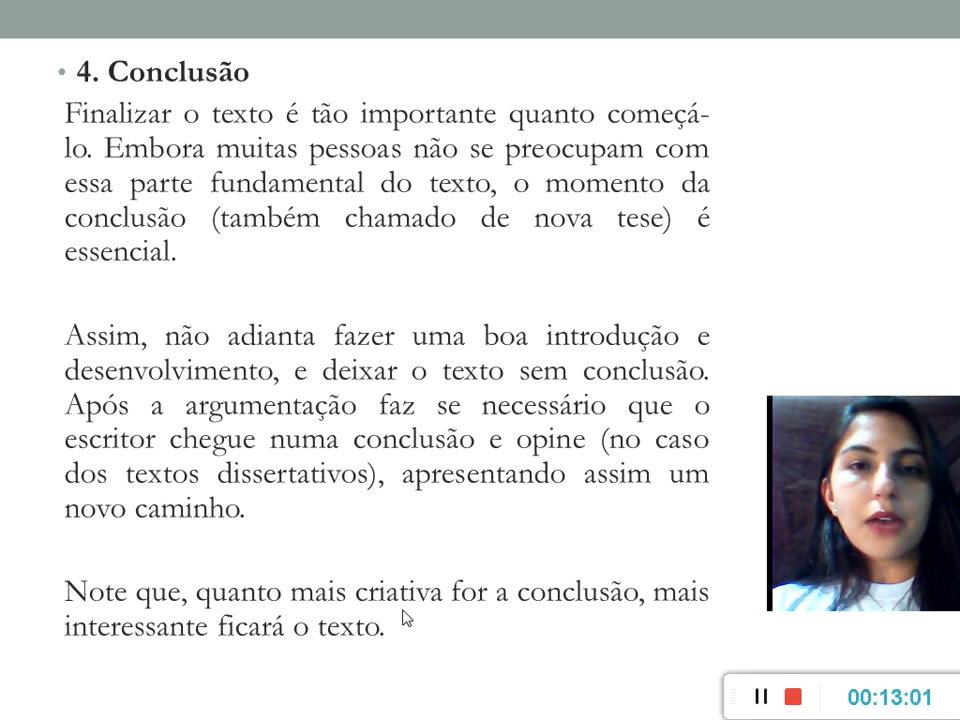 • 4. Conclusão
Finalizar o texto é tão importante quanto começá-
lo. Embora muitas pessoas não se preocupam com
essa parte fundamental do texto, o momento da
conclusão (também chamado de nova tese) é
essencial.
Assim, não adianta fazer uma boa introdução e
desenvolvimento, e deixar o texto sem conclusão.
Após a argumentação faz se necessário que o
escritor chegue numa conclusão e opine (no caso
dos textos dissertativos), apresentando assim um
novo caminho.
Note que, quanto mais criativa for a conclusão, mais
interessante ficará o texto.
00:13:01